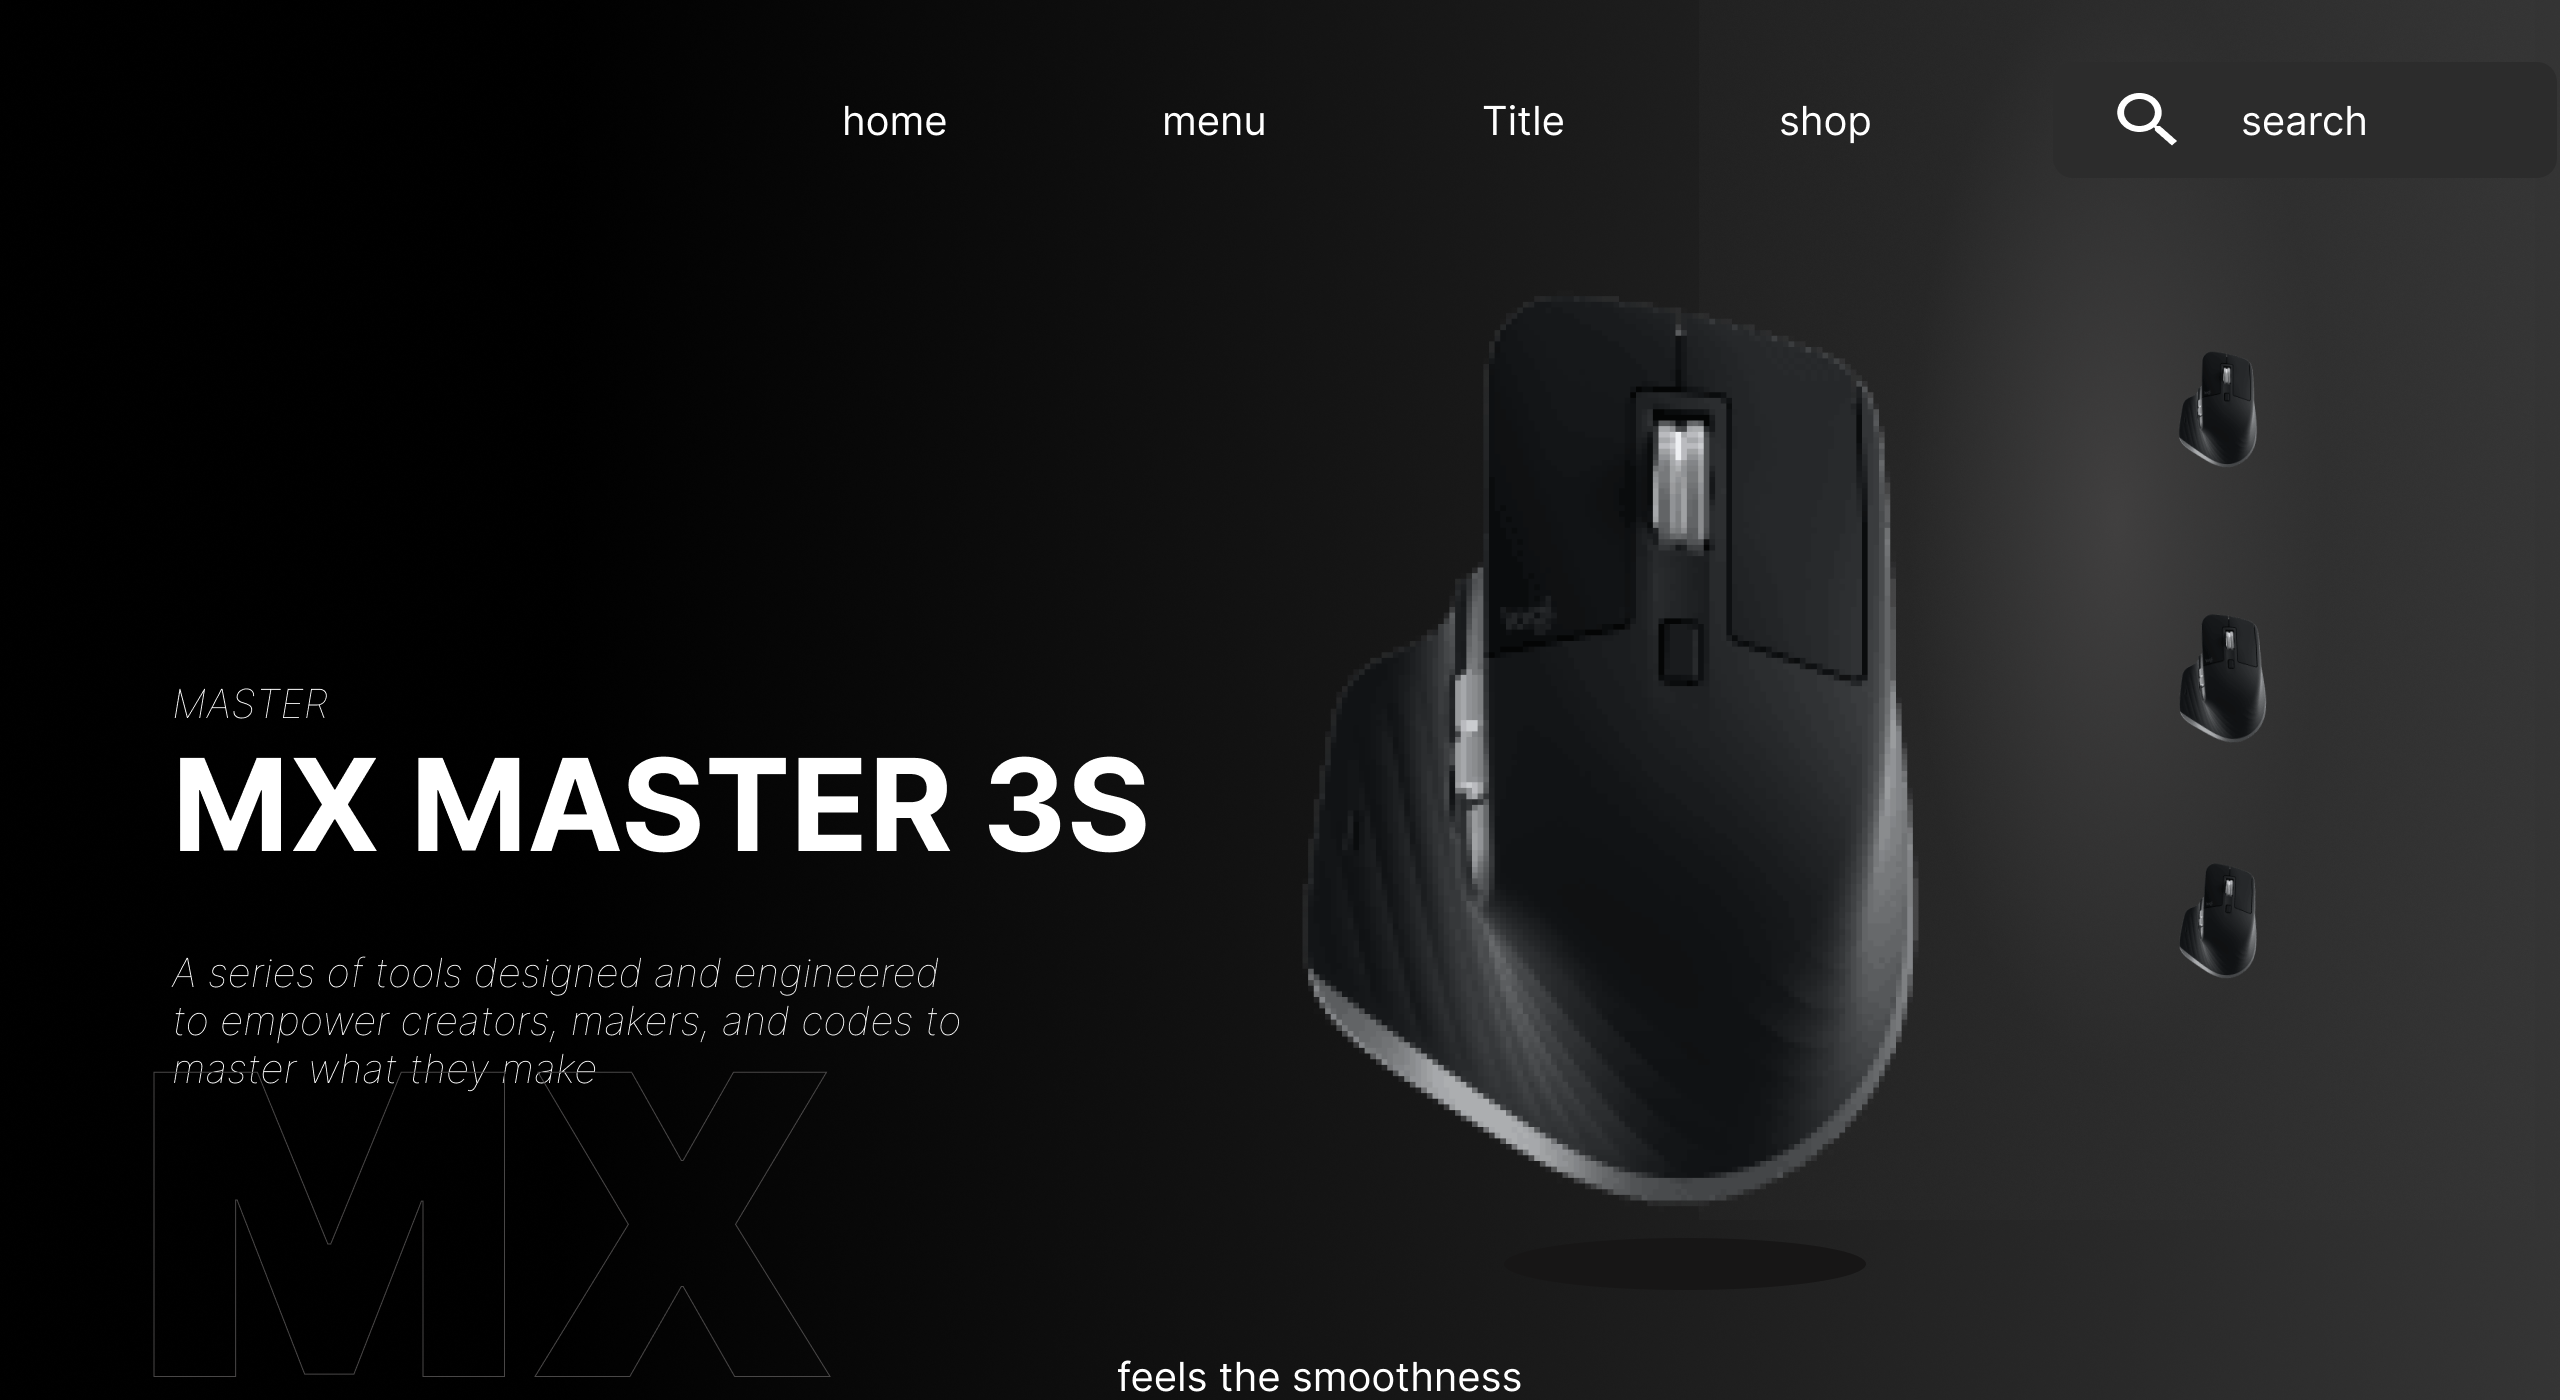 home
menu
Title
shop
search
MASTER
MX MASTER 3S
A series of tools designed and engineered
to empower creators, makers, and codes to
master what they make
MX
feels the smoothness